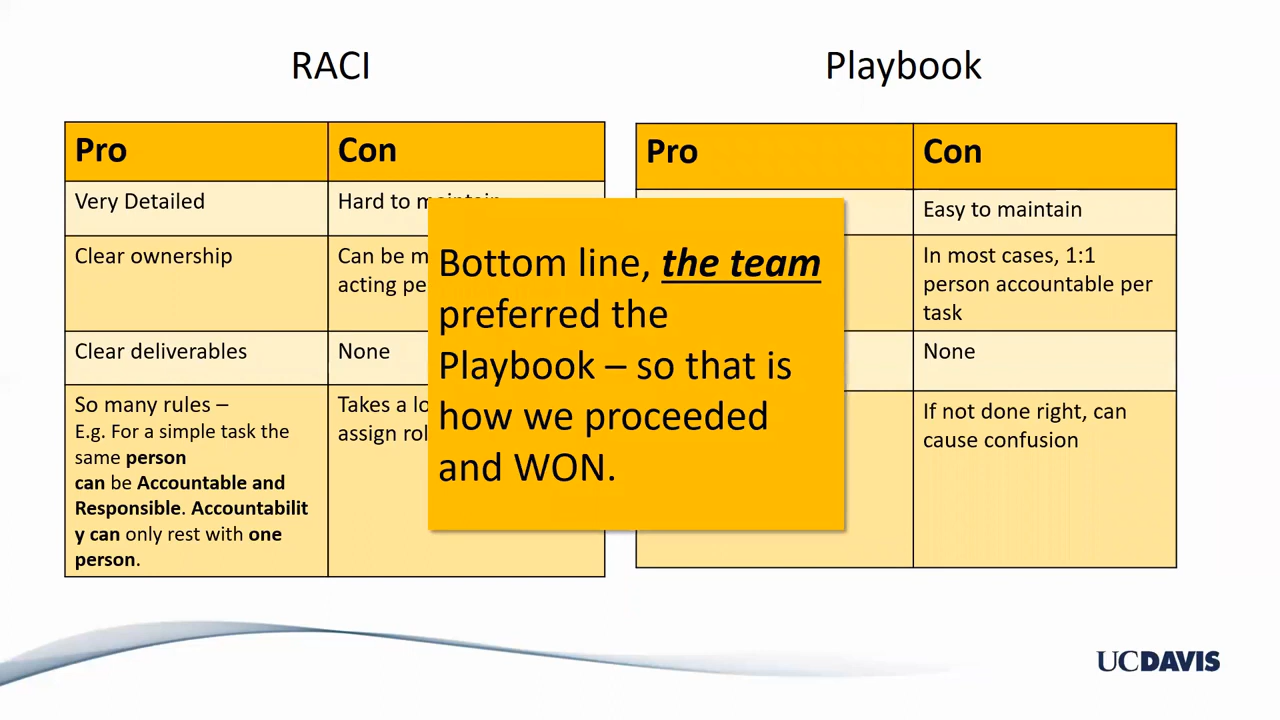 RACI
Pro
Con
Very Detailed
Hard to maintain
Clear ownership
Can be m
acting pe
Clear deliverables
None
So many rules –
E.g. For a simple task the
same person
can be Accountable and
Responsible. Accountabilit
y can only rest with one
person.
Takes a lo
assign rol
Bottom line, the team
preferred the
Playbook – so that is
how we proceeded
and WON.
Playbook
Pro
Con
Easy to maintain
In most cases, 1:1
person accountable per
task
None
If not done right, can
cause confusion
UCDAVIS